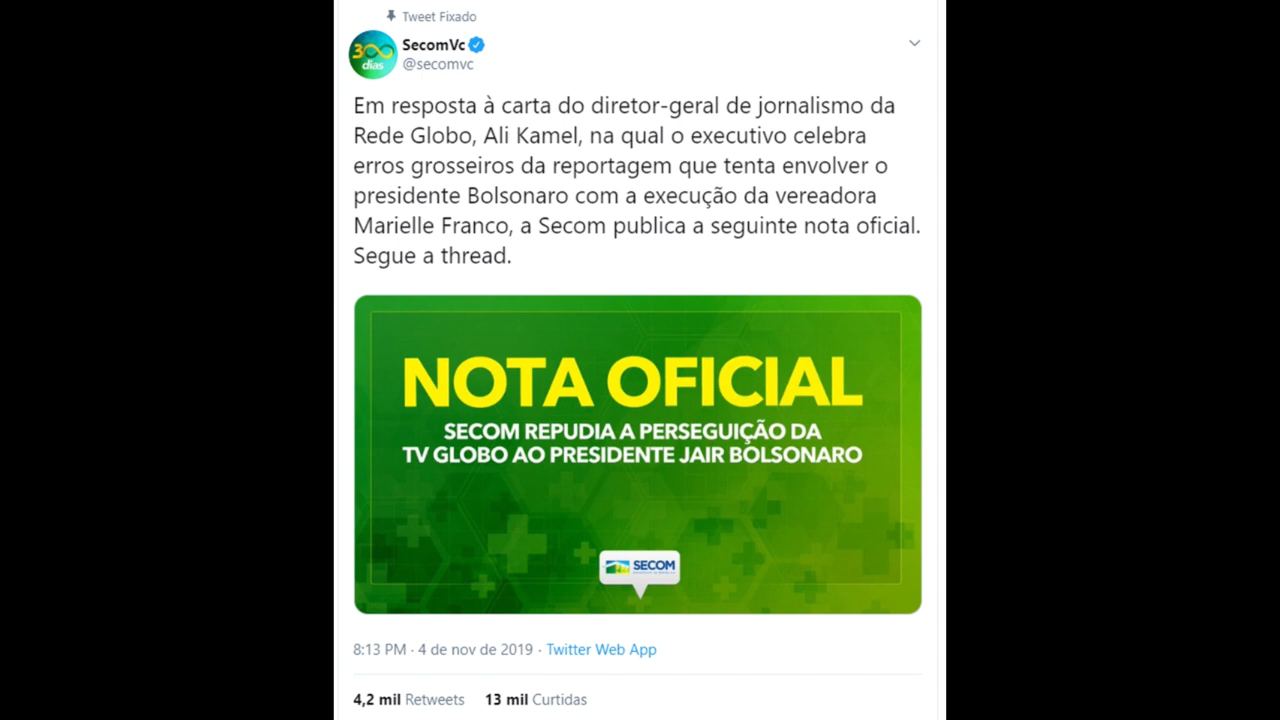 Tweet Fixado
300
dias
SecomVc
@secomvc
Em resposta à carta do diretor-geral de jornalismo da
Rede Globo, Ali Kamel, na qual o executivo celebra
erros grosseiros da reportagem que tenta envolver o
presidente Bolsonaro com a execução da vereadora
Marielle Franco, a Secom publica a seguinte nota oficial.
Segue a thread.
NOTA OFICIAL
SECOM REPUDIA A PERSEGUIÇÃO DA
TV GLOBO AO PRESIDENTE JAIR BOLSONARO
SECOM
8:13 PM · 4 de nov de 2019 · Twitter Web App
4,2 mil Retweets 13 mil Curtidas